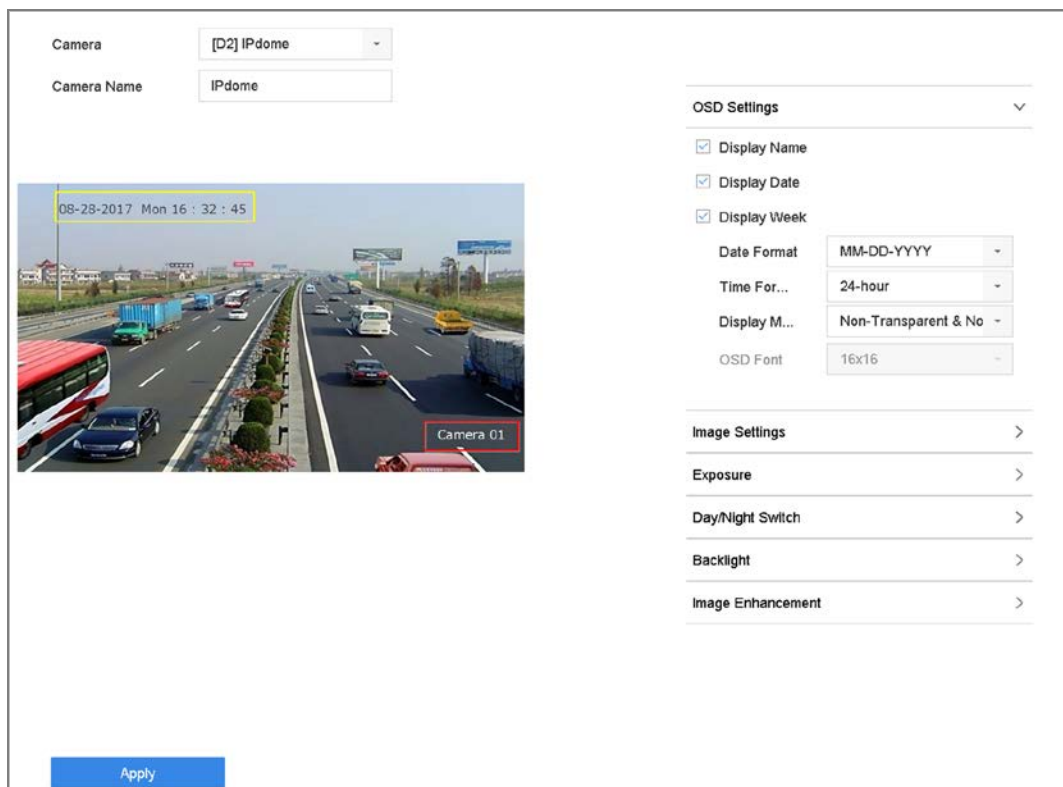 Camera
[D2] IPdome
Camera Name
IPdome
08-28-2017 Mon 16 : 32 : 45
Camera 01
OSD Settings
Display Name
Display Date
Display Week
Date Format
MM-DD-YYYY
Time For...
24-hour
Display M...
Non-Transparent & No
OSD Font
16x16
Image Settings
Exposure
Day/Night Switch
Backlight
Image Enhancement
Apply